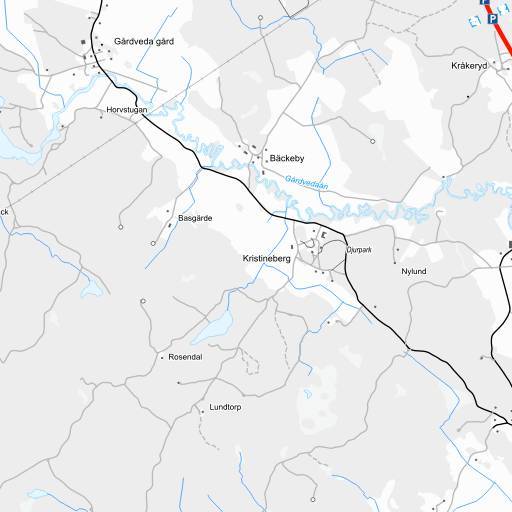 P
P
Gårdveda gård
Kråkeryd
Horvstugan
Bäckeby
Gårdvedaån
Basgärde
Djurpark
Kristineberg
Nylund
Rosendal
Lundtorp